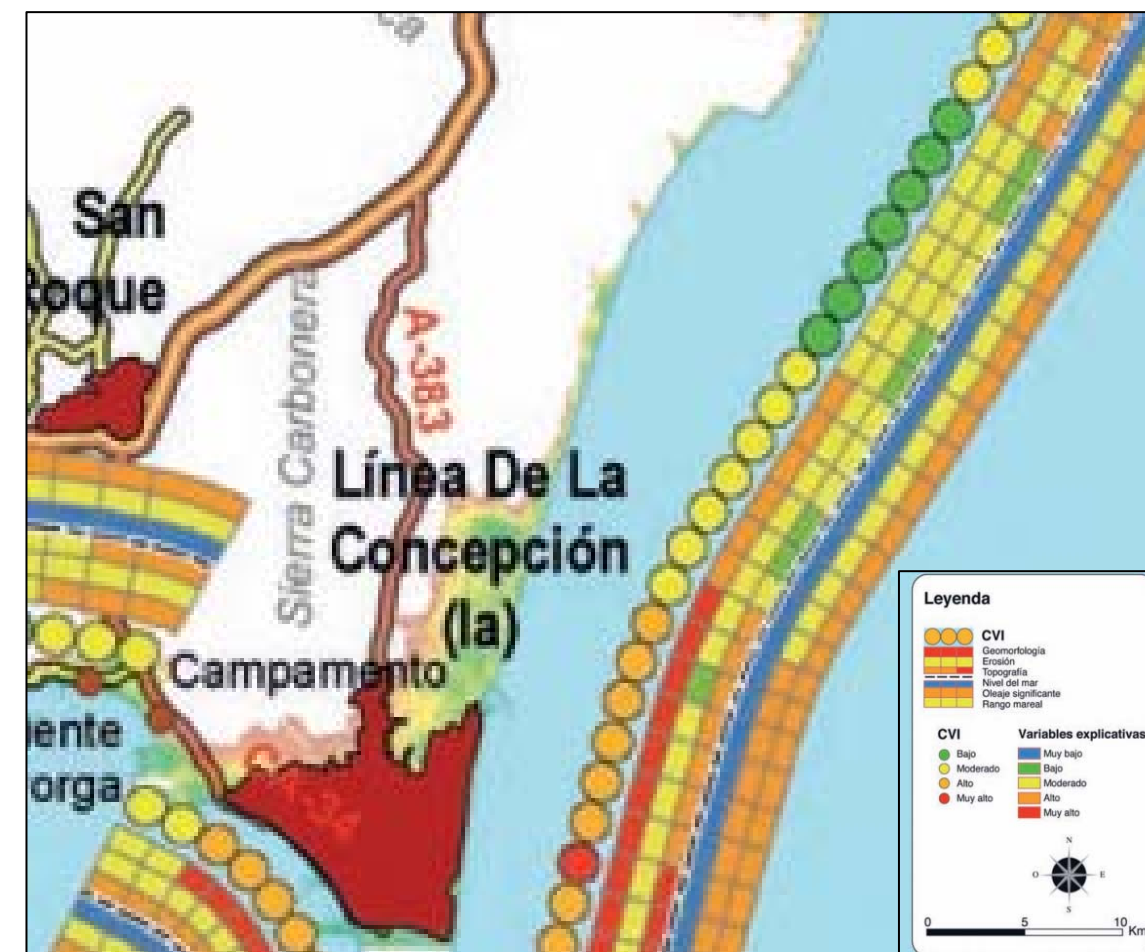 ca
San
Roque
Sierra Carbonera
A-383
Línea De La
Concepción
(la)
Campamento
ente
orga
Leyenda
CVI
Geomorfología
Erosión
Topografía
Nivel del mar
Oleaje significante
Rango mareal
CVI
Bajo
Moderado
Alto
Muy alto
Variables explicativas
Muy bajo
Bajo
Moderado
Alto
Muy alto
N
O
E
S
0 5 10 Km